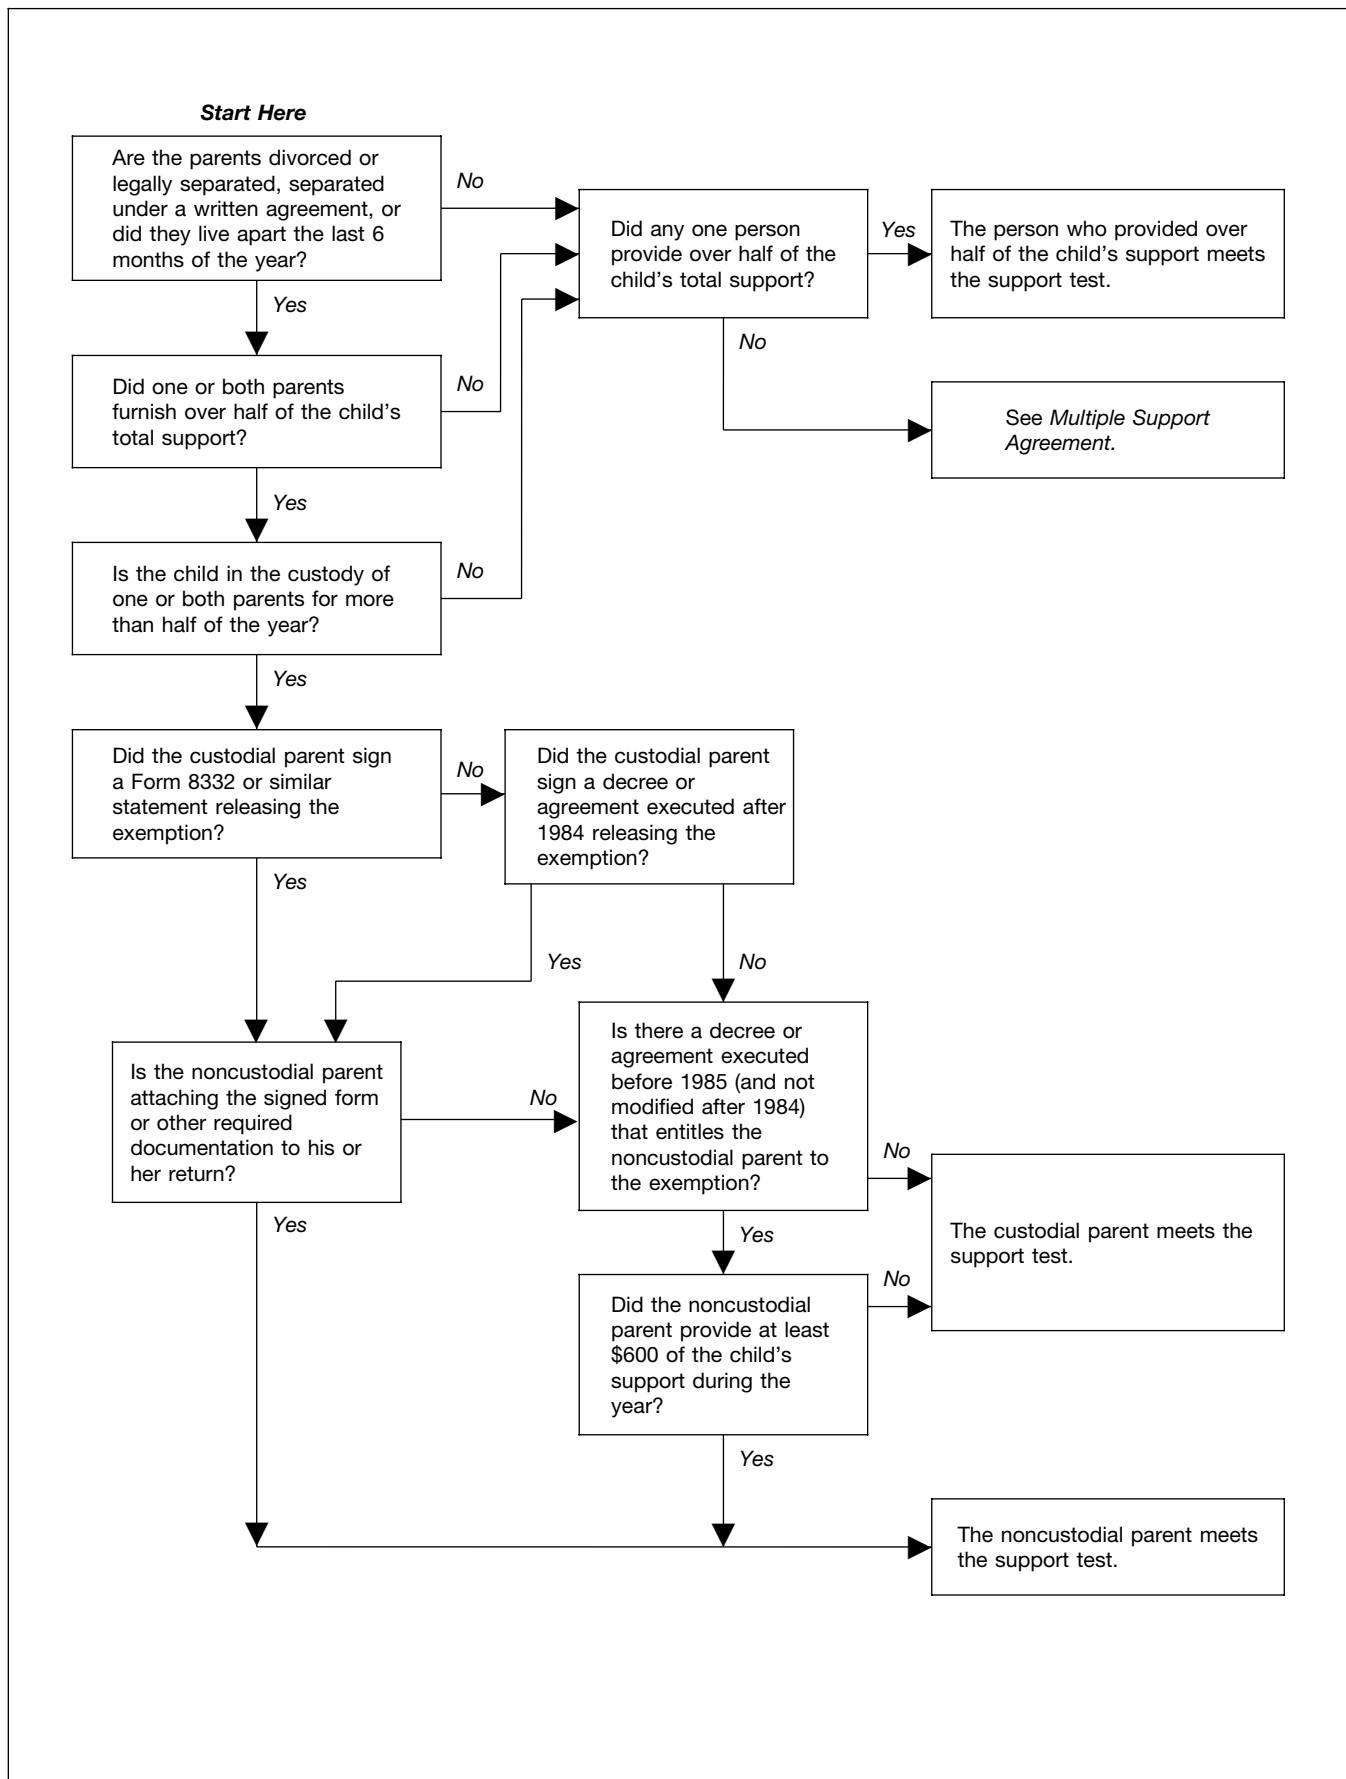 Start Here
Are the parents divorced or
legally separated, separated
under a written agreement, or
did they live apart the last 6
months of the year?
No
Did any one person
provide over half of the
child's total support?
Yes
The person who provided over
half of the child's support meets
the support test.
Yes
No
Did one or both parents
furnish over half of the child's
total support?
No
See Multiple Support
Agreement.
Yes
Is the child in the custody of
one or both parents for more
than half of the year?
No
Yes
Did the custodial parent sign
a Form 8332 or similar
statement releasing the
exemption?
No
Did the custodial parent
sign a decree or
agreement executed after
1984 releasing the
exemption?
Yes
Yes
No
Is the noncustodial parent
attaching the signed form
or other required
documentation to his or
her return?
No
Is there a decree or
agreement executed
before 1985 (and not
modified after 1984)
that entitles the
noncustodial parent to
the exemption?
No
The custodial parent meets the
support test.
Yes
Yes
No
Did the noncustodial
parent provide at least
$600 of the child's
support during the
year?
Yes
The noncustodial parent meets
the support test.